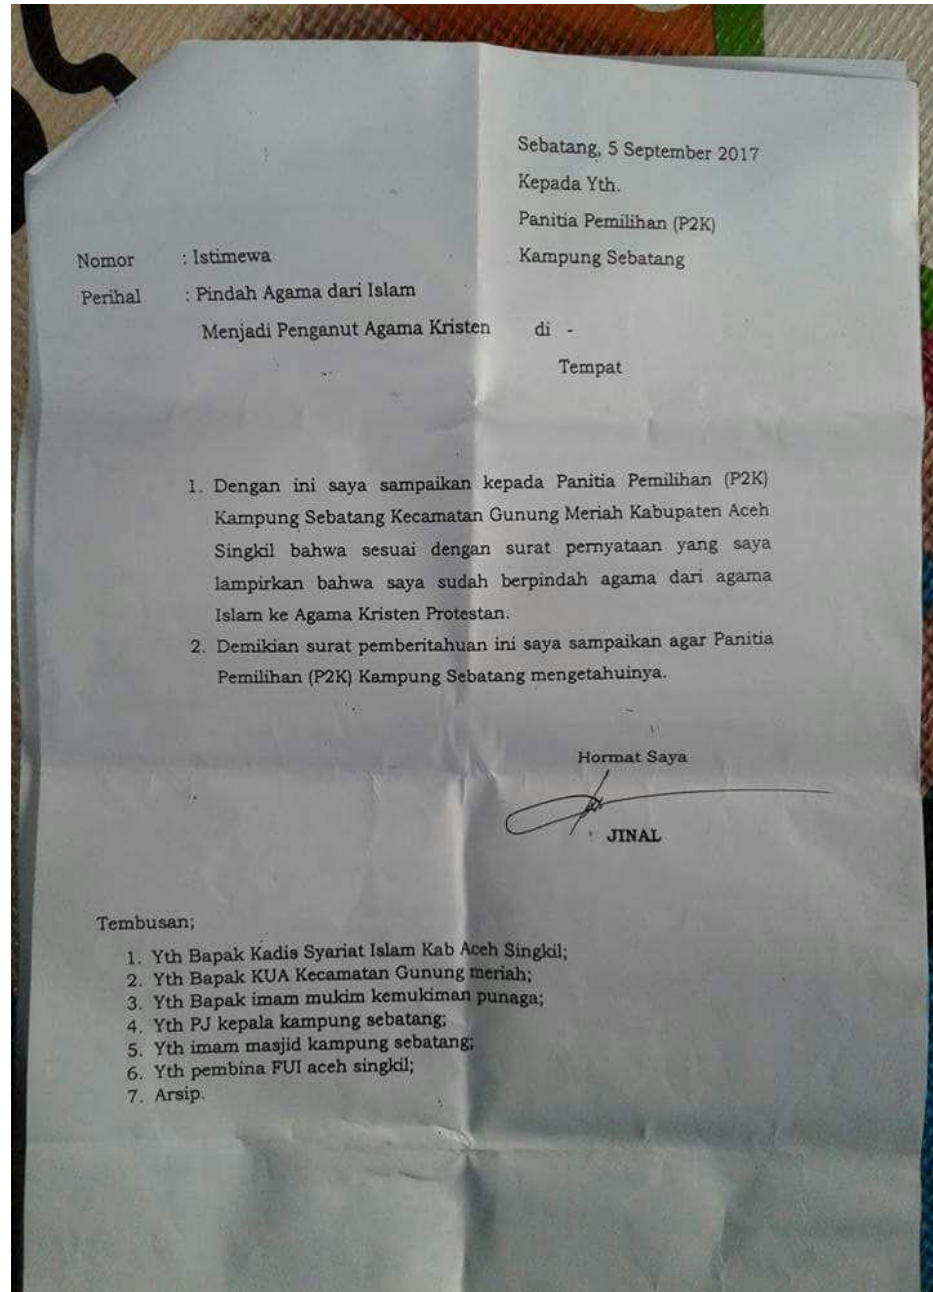 Sebatang, 5 September 2017
Kepada Yth.
Panitia Pemilihan (P2K)
Kampung Sebatang
Nomor : Istimewa
Perihal : Pindah Agama dari Islam
Menjadi Penganut Agama Kristen
di -
Tempat
1. Dengan ini saya sampaikan kepada Panitia Pemilihan (P2K)
Kampung Sebatang Kecamatan Gunung Meriah Kabupaten Aceh
Singkil bahwa sesuai dengan surat pernyataan yang saya
lampirkan bahwa saya sudah berpindah agama dari agama
Islam ke Agama Kristen Protestan.
2. Demikian surat pemberitahuan ini saya sampaikan agar Panitia
Pemilihan (P2K) Kampung Sebatang mengetahuinya.
Hormat Saya
JINAL
Tembusan;
1. Yth Bapak Kadis Syariat Islam Kab Aceh Singkil;
2. Yth Bapak KUA Kecamatan Gunung meriah;
3. Yth Bapak imam mukim kemukiman punaga;
4. Yth PJ kepala kampung sebatang;
5. Yth imam masjid kampung sebatang;
6. Yth pembina FUI aceh singkil;
7. Arsip.